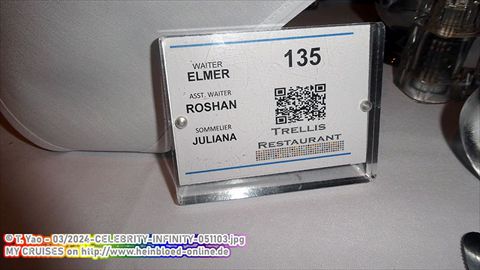 WAITER
ELMER
ASST. WAITER
ROSHAN
SOMMELIER
JULIANA
135
TRELLIS
RESTAURANT
© T. Yao - 03/2024-CELEBRITY-INFINITY-051103.jpg
MY CRUISES on http://www.heinbloed-online.de